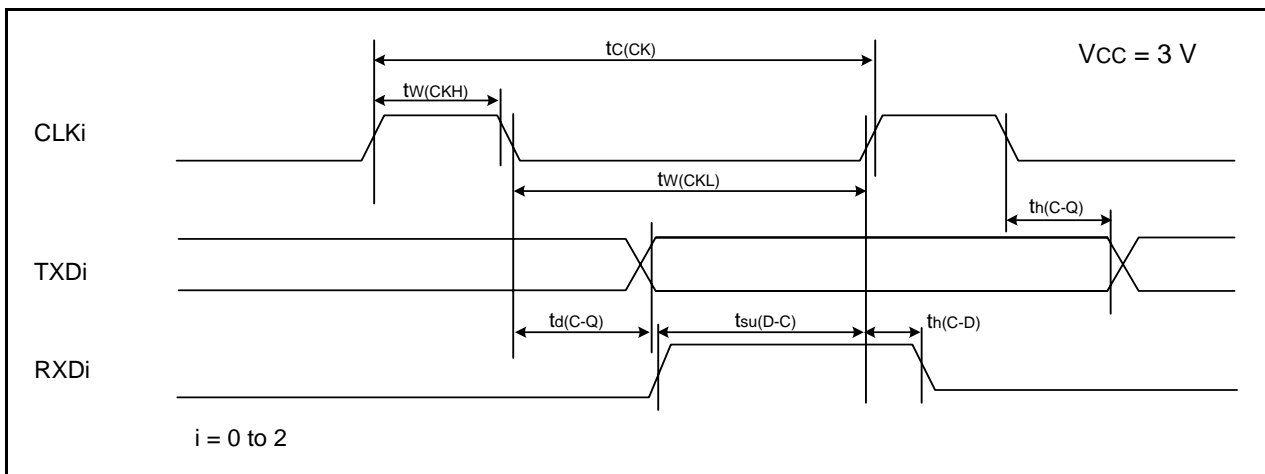 tC(CK)
VCC = 3 V
tW(CKH)
CLKi
tW(CKL)
th(C-Q)
TXDi
td(C-Q)
tsu(D-C)
th(C-D)
RXDi
i = 0 to 2